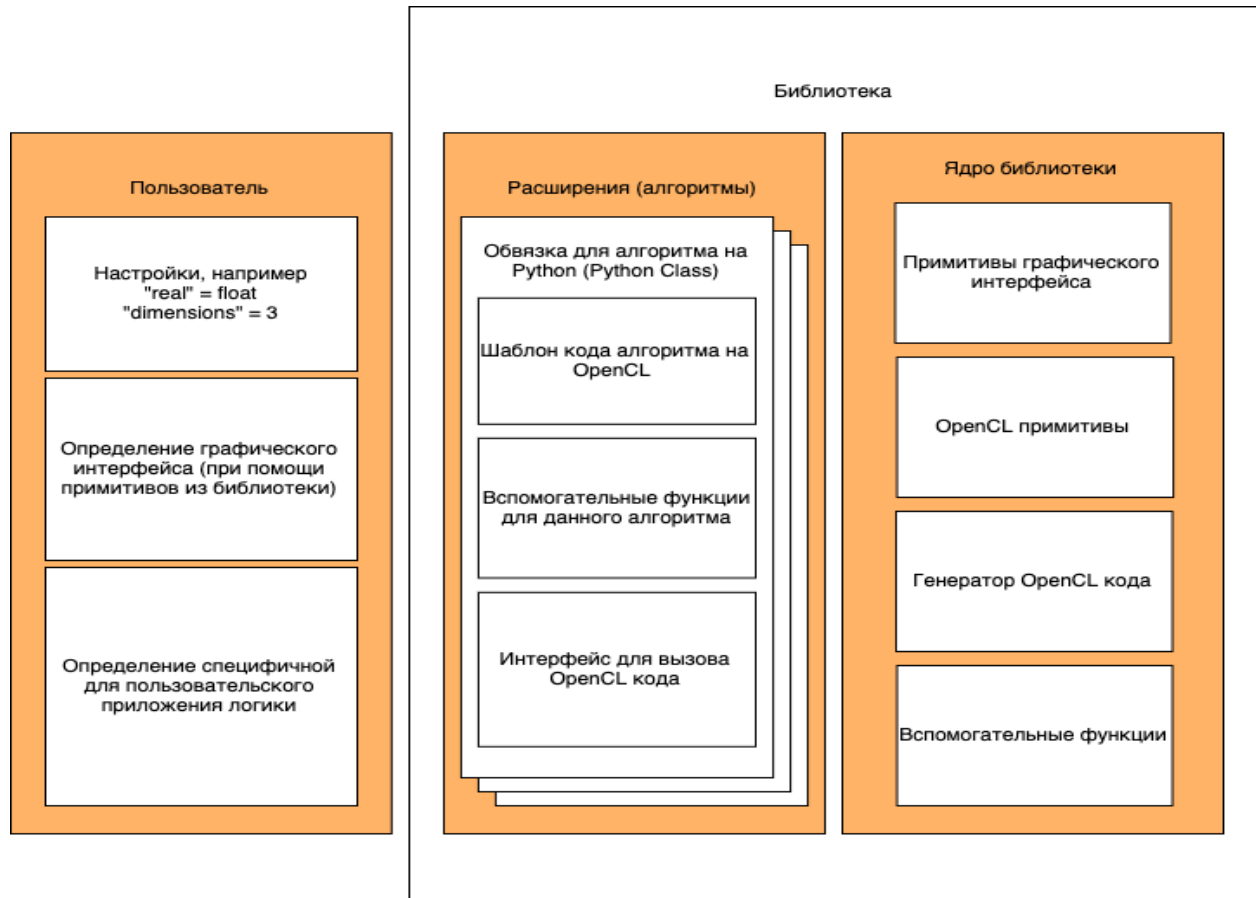 Библиотека
Пользователь
Настройки, например
"real" = float
"dimensions" = 3
Определение графического
интерфейса (при помощи
примитивов из библиотеки)
Определение специфичной
для пользовательского
приложения логики
Расширения (алгоритмы)
Обвязка для алгоритма на
Python (Python Class)
Шаблон кода алгоритма на
OpenCL
Вспомогательные функции
для данного алгоритма
Интерфейс для вызова
OpenCL кода
Ядро библиотеки
Примитивы графического
интерфейса
OpenCL примитивы
Генератор OpenCL кода
Вспомогательные функции